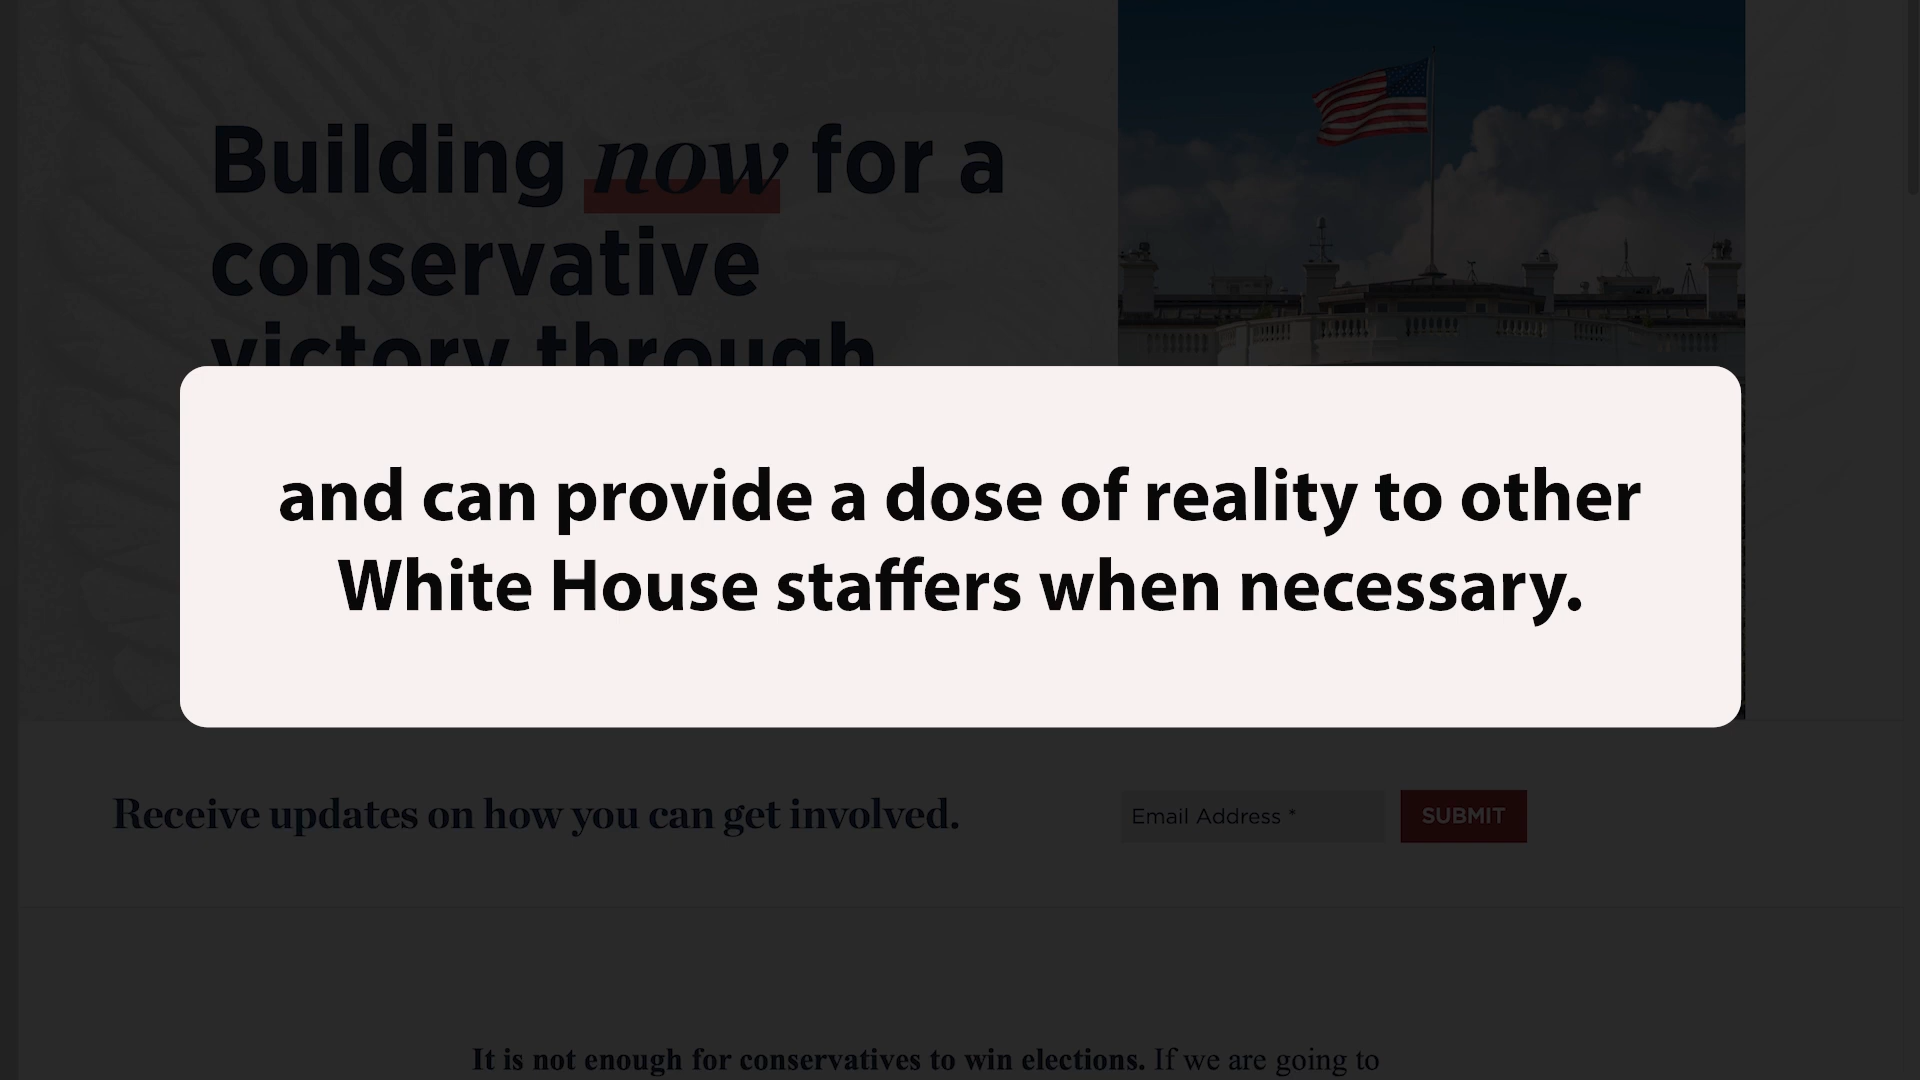 Building now for a
conservative
victory through
and can provide a dose of reality to other
White House staffers when necessary.
Receive updates on how you can get involved.
Email Address *
SUBMIT
It is not enough for conservatives to win elections. If we are going to